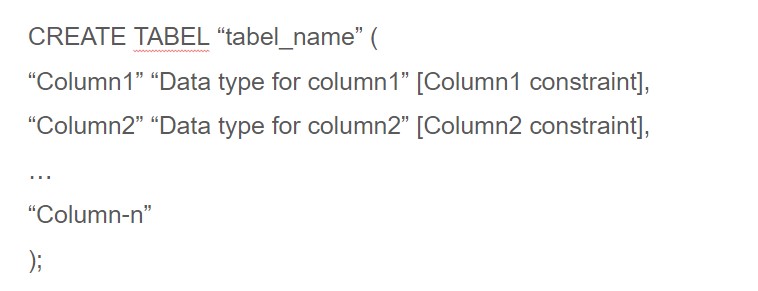 CREATE TABEL “tabel_name” (
“Column1” “Data type for column1” [Column1 constraint],
“Column2” “Data type for column2” [Column2 constraint],
…
“Column-n”
);